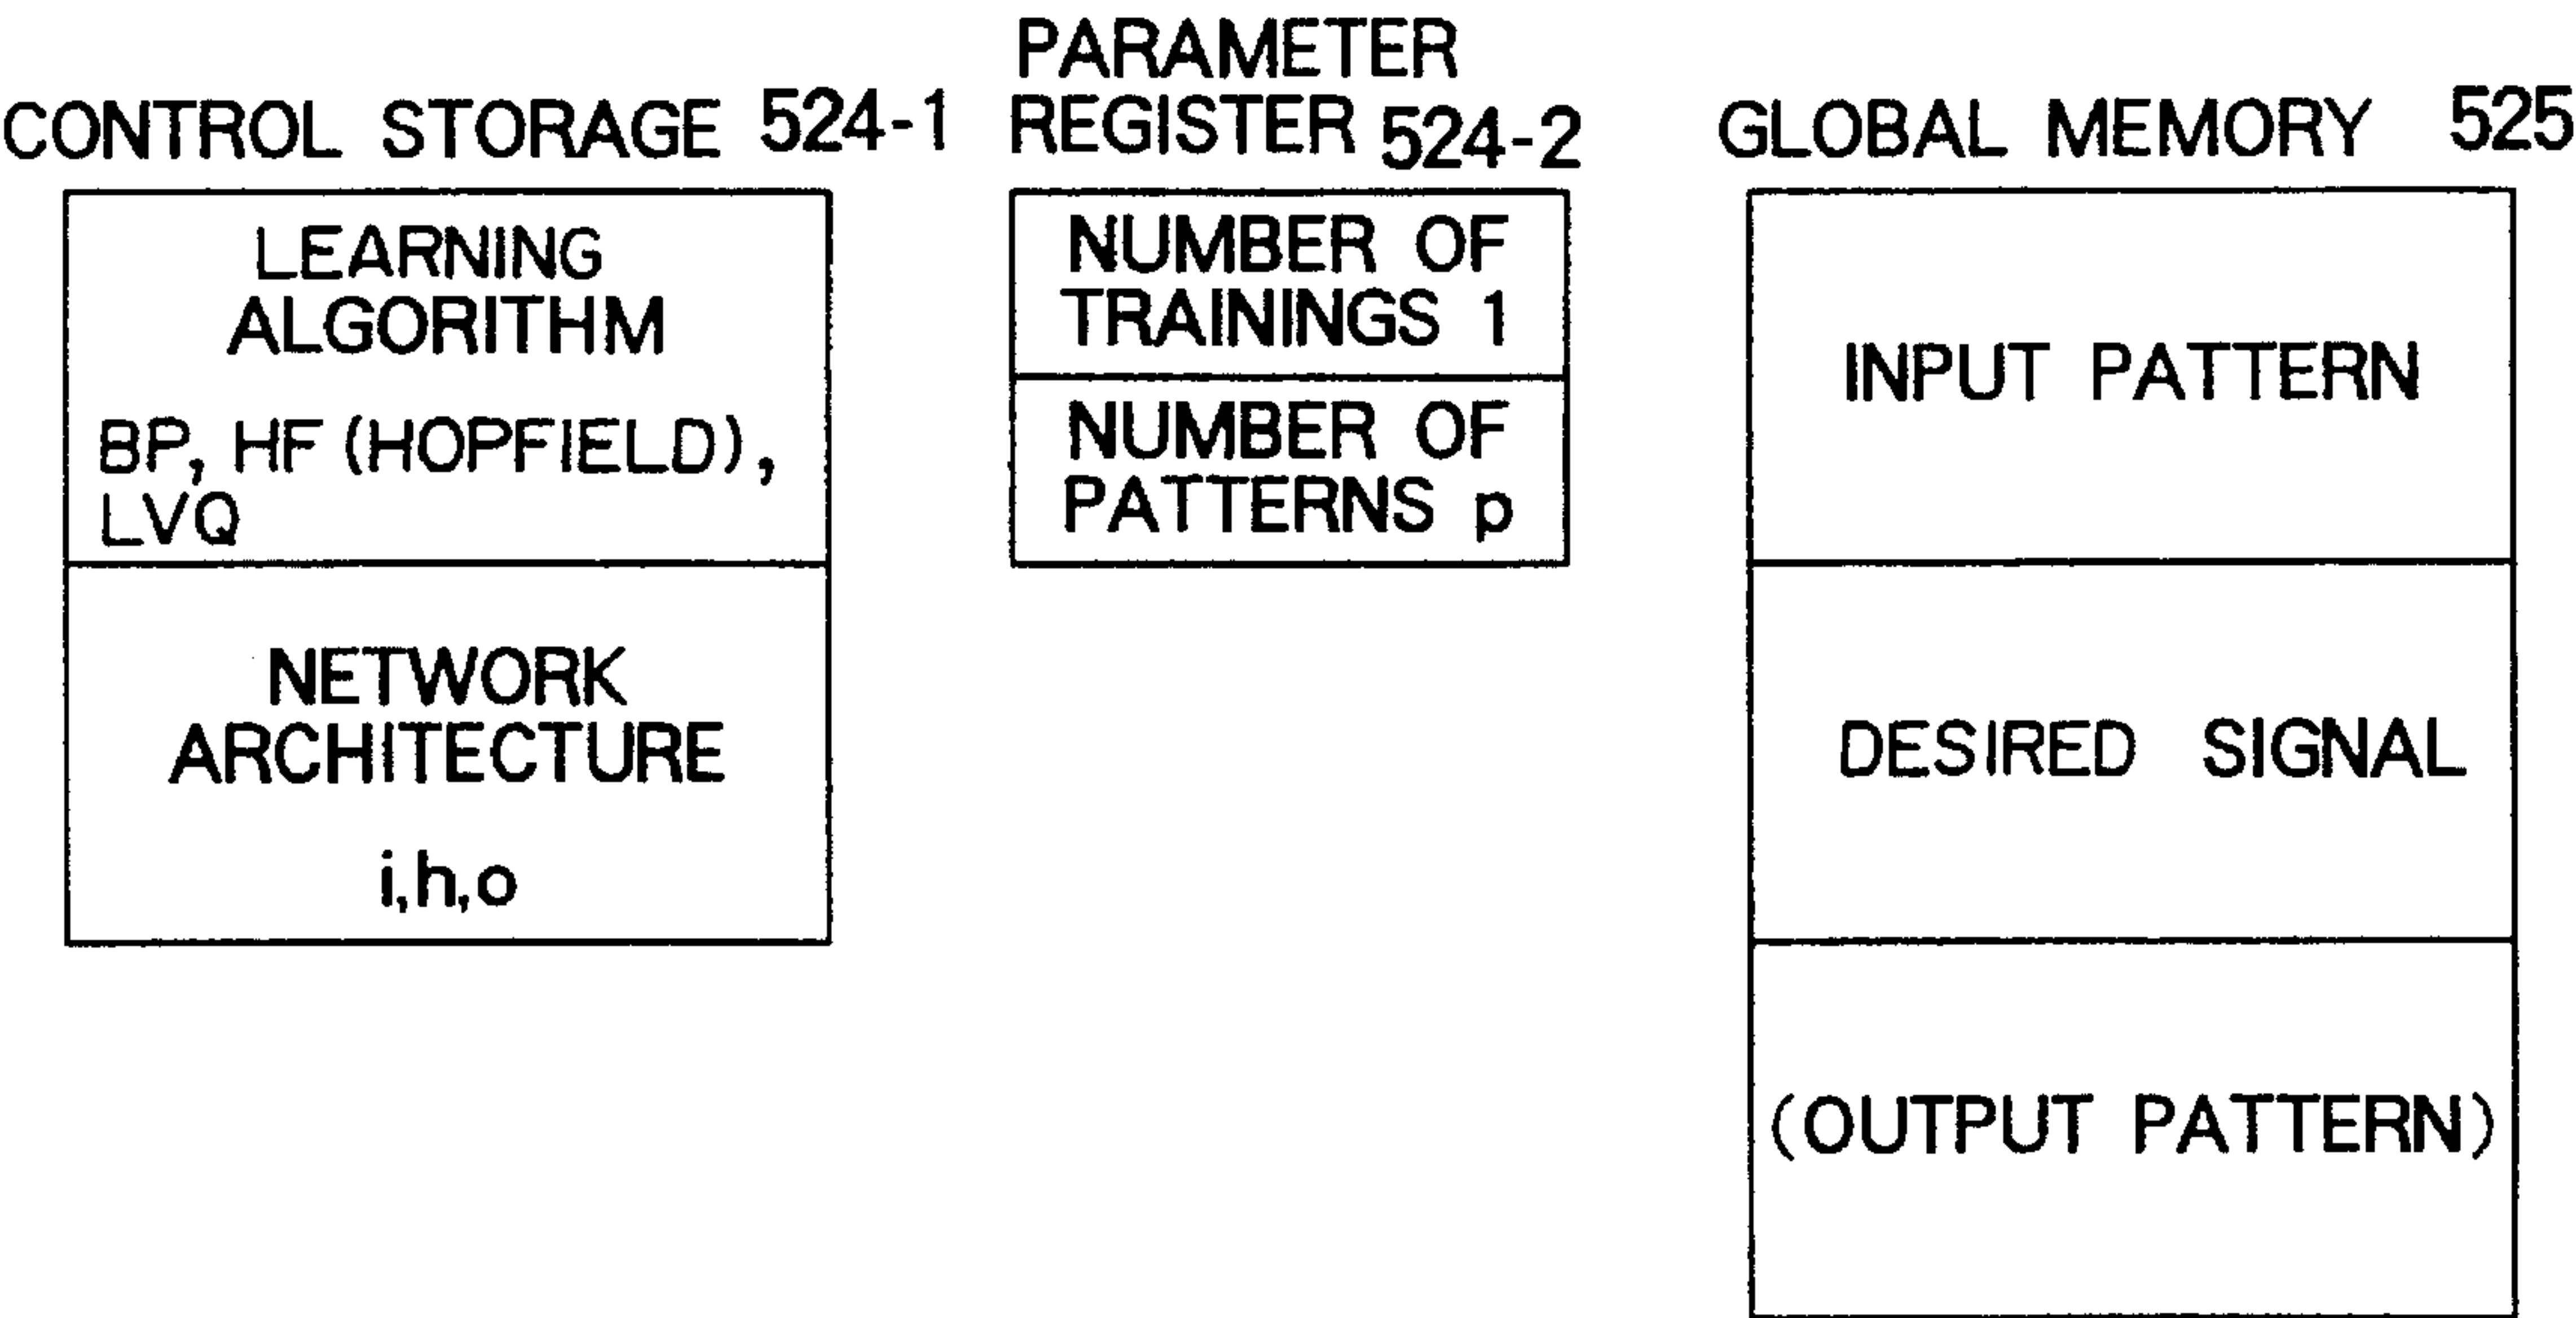 CONTROL STORAGE 524-1
LEARNING
ALGORITHM
BP, HF (HOPFIELD),
LVQ
NETWORK
ARCHITECTURE
i,h,o
PARAMETER
REGISTER 524-2
NUMBER OF
TRAININGS 1
NUMBER OF
PATTERNS p
GLOBAL MEMORY 525
INPUT PATTERN
DESIRED SIGNAL
(OUTPUT PATTERN)